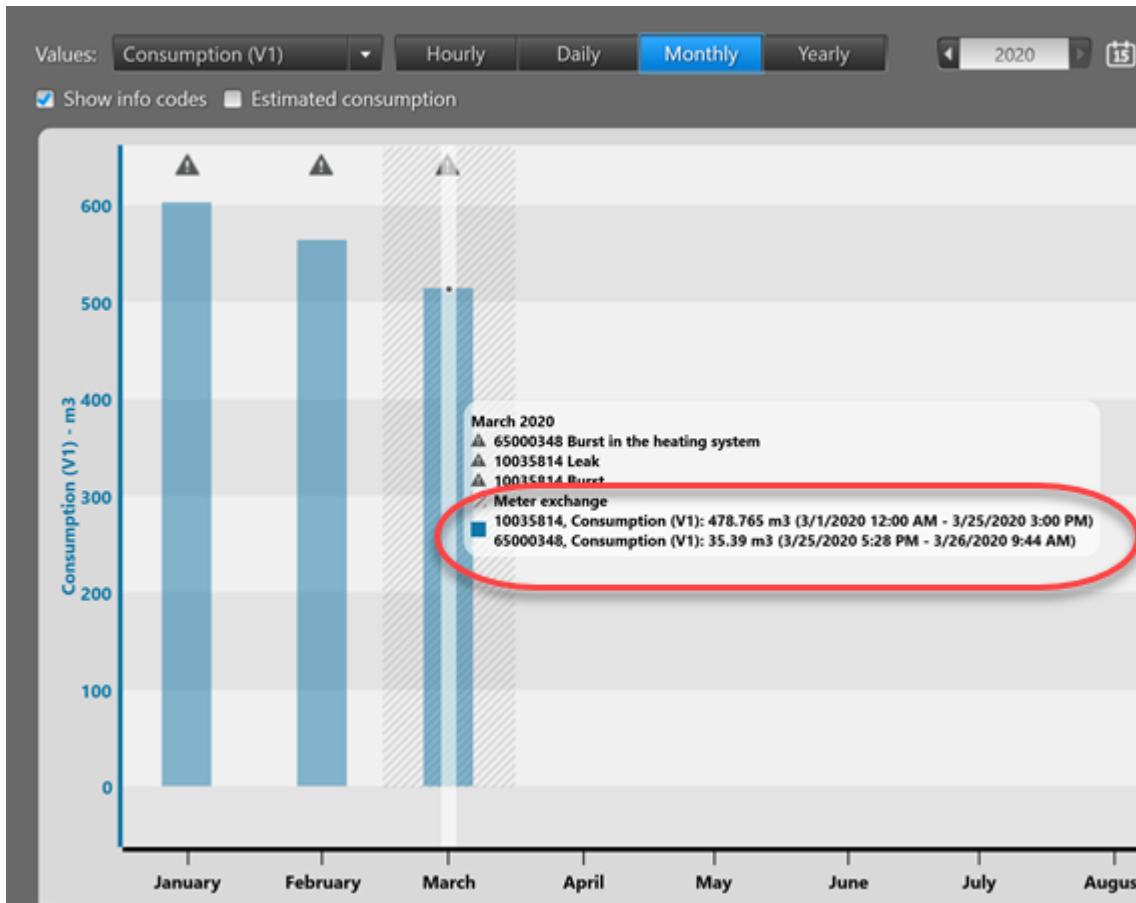 Values: Consumption (V1) Hourly Daily Monthly Yearly 2020 15
Show info codes Estimated consumption
600
500
400
300
200
100
0
Consumption (V1) - m3
March 2020
65000348 Burst in the heating system
10035814 Leak
10035814 Burst
Meter exchange
10035814, Consumption (V1): 478.765 m3 (3/1/2020 12:00 AM - 3/25/2020 3:00 PM)
65000348, Consumption (V1): 35.39 m3 (3/25/2020 5:28 PM - 3/26/2020 9:44 AM)
January February March April May June July Augus